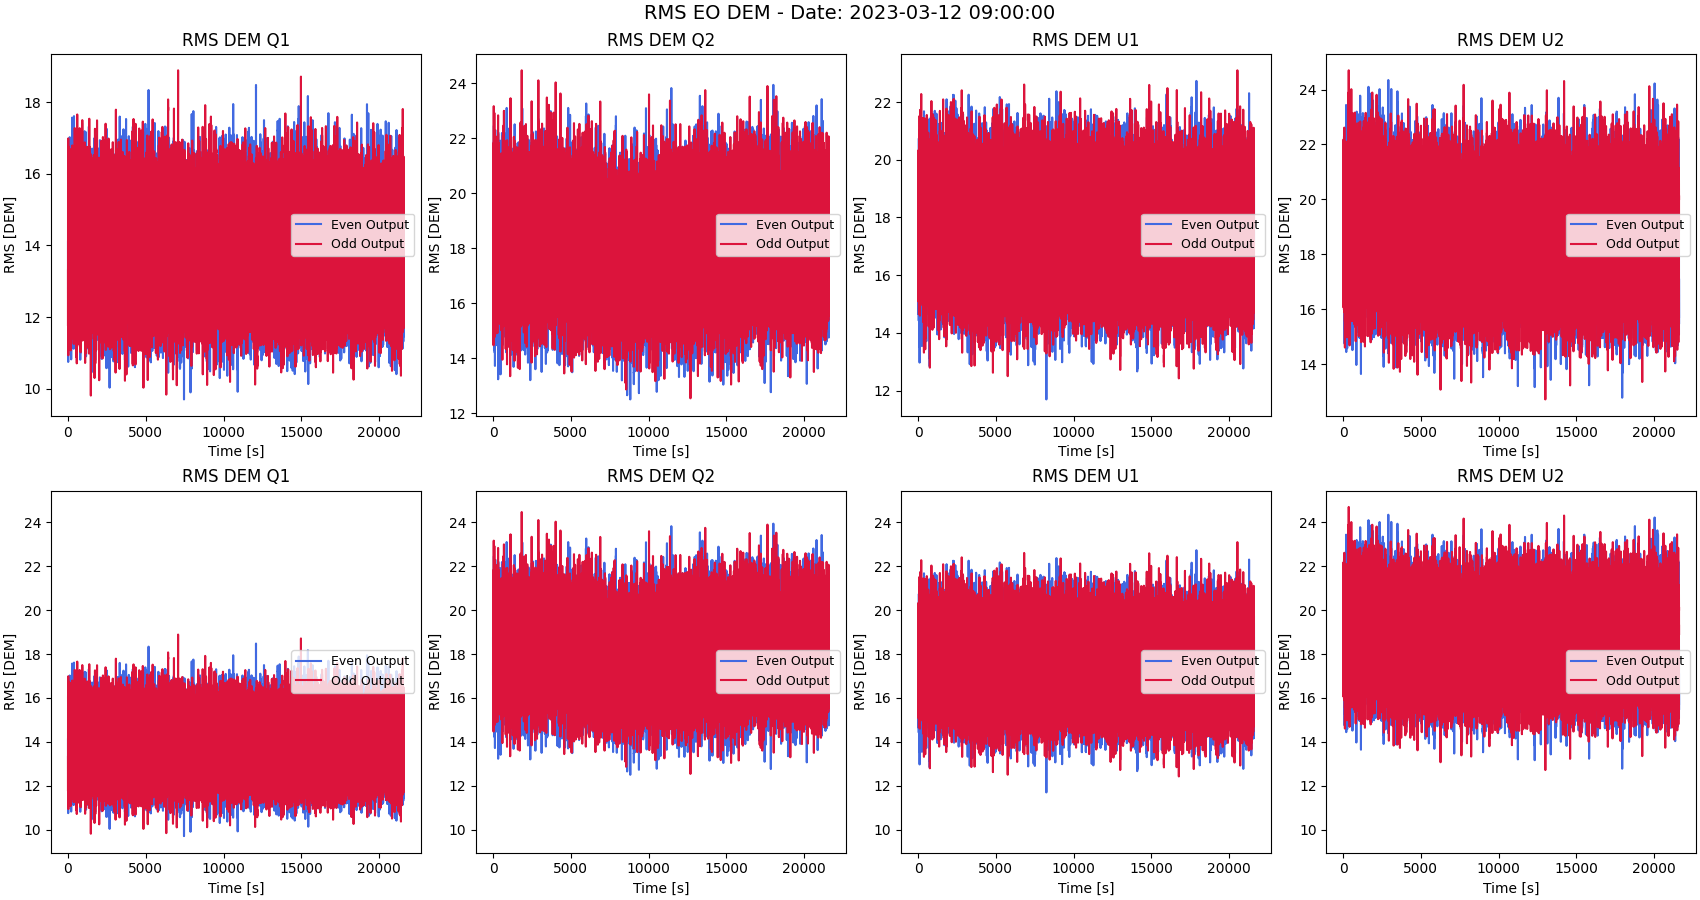 RMS EO DEM - Date: 2023-03-12 09:00:00
RMS DEM Q1
RMS [DEM]
18
16
14
12
10
Even Output
Odd Output
0 5000 10000 15000 20000
Time [s]
RMS DEM Q2
RMS [DEM]
24
22
20
18
16
14
12
Even Output
Odd Output
0 5000 10000 15000 20000
Time [s]
RMS DEM U1
RMS [DEM]
22
20
18
16
14
12
Even Output
Odd Output
0 5000 10000 15000 20000
Time [s]
RMS DEM U2
RMS [DEM]
24
22
20
18
16
14
Even Output
Odd Output
0 5000 10000 15000 20000
Time [s]
RMS DEM Q1
RMS [DEM]
24
22
20
18
16
14
12
10
Even Output
Odd Output
0 5000 10000 15000 20000
Time [s]
RMS DEM Q2
RMS [DEM]
24
22
20
18
16
14
12
10
Even Output
Odd Output
0 5000 10000 15000 20000
Time [s]
RMS DEM U1
RMS [DEM]
24
22
20
18
16
14
12
10
Even Output
Odd Output
0 5000 10000 15000 20000
Time [s]
RMS DEM U2
RMS [DEM]
24
22
20
18
16
14
12
10
Even Output
Odd Output
0 5000 10000 15000 20000
Time [s]